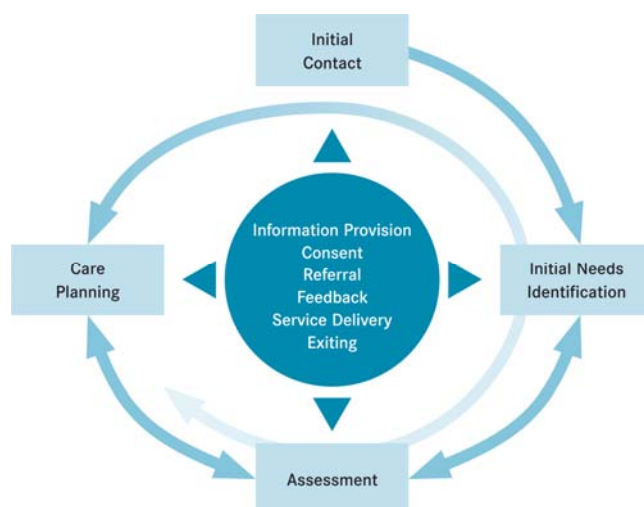 Initial
Contact
Information Provision
Consent
Referral
Feedback
Service Delivery
Exiting
Care
Planning
Initial Needs
Identification
Assessment